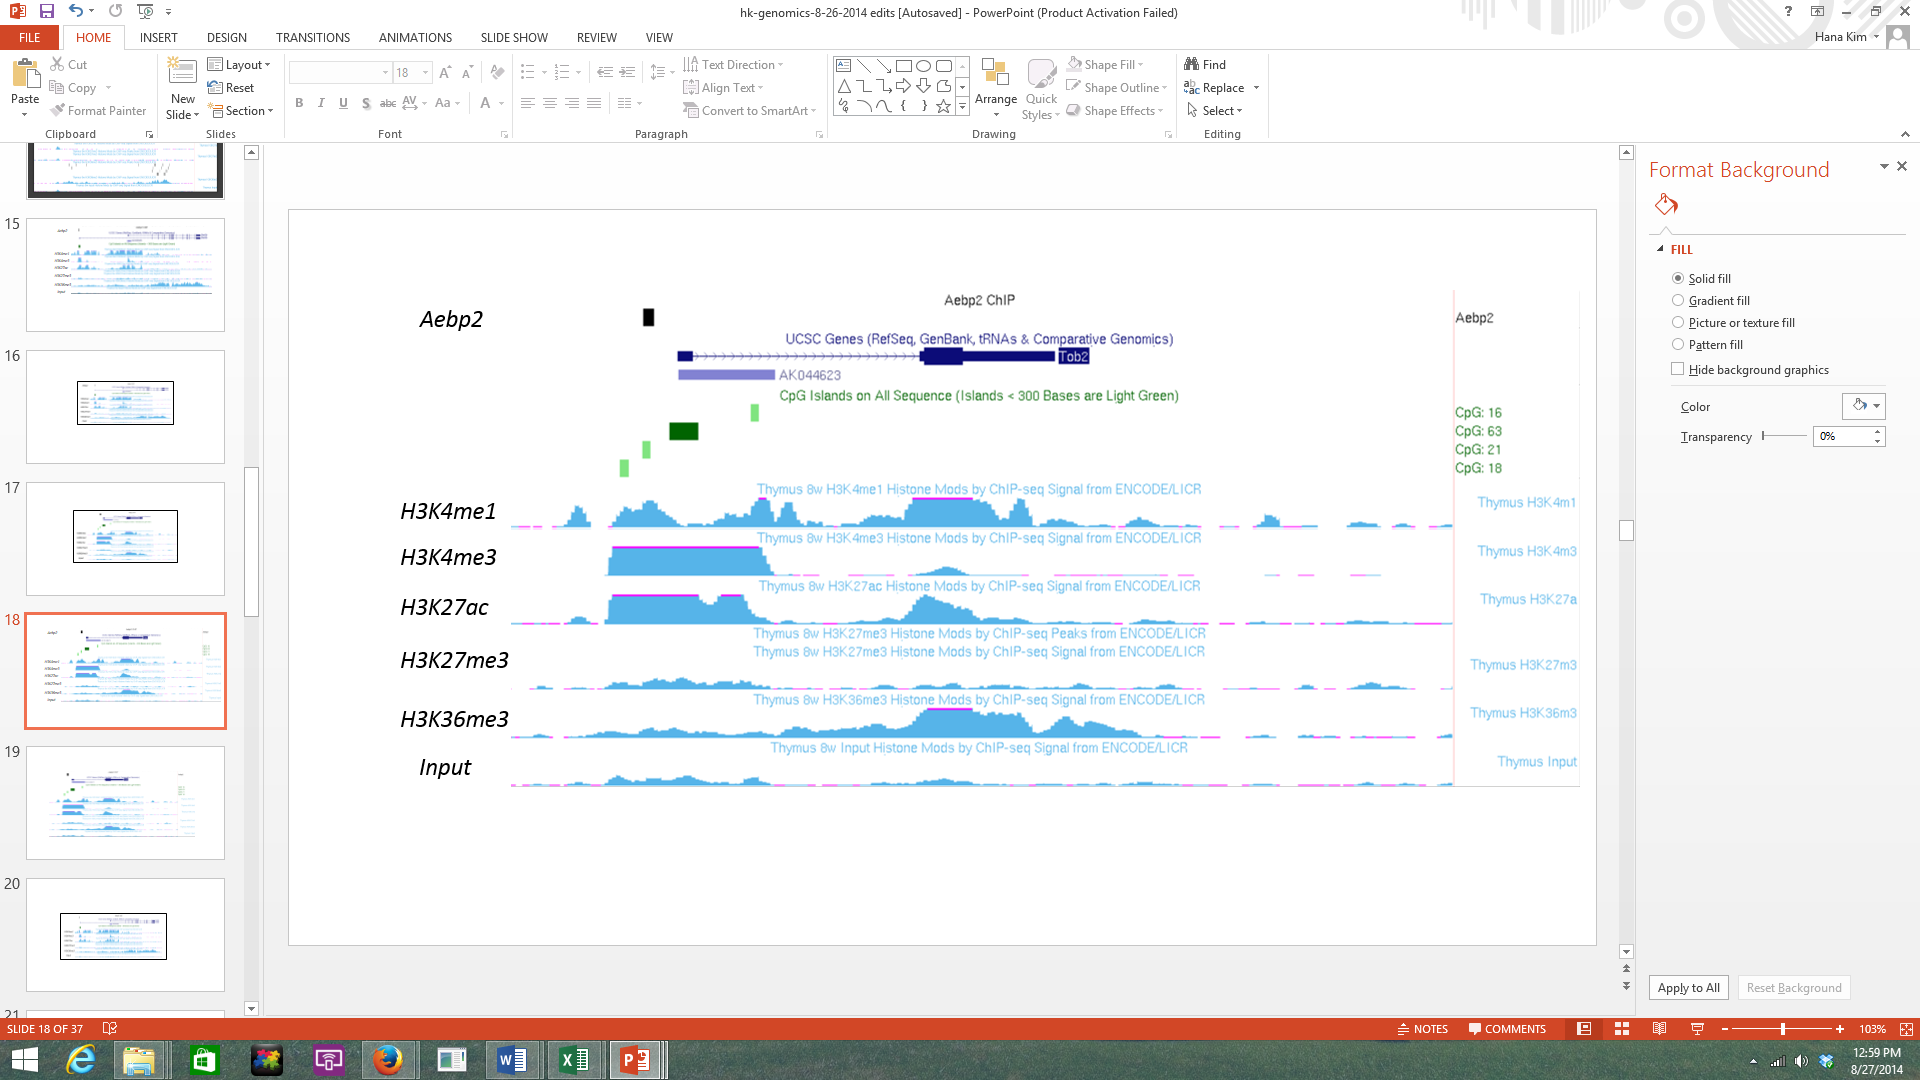 hk-genomics-8-26-2014 edits [Autosaved] - PowerPoint (Product Activation Failed)
FILE HOME INSERT DESIGN TRANSITIONS ANIMATIONS SLIDE SHOW REVIEW VIEW
Hana Kim
Paste
Cut
Copy
Format Painter
Clipboard
New Slide
Layout
Reset
Section
Slides
18
Font
Text Direction
Align Text
Convert to SmartArt
Paragraph
Arrange
Quick Styles
Shape Fill
Shape Outline
Shape Effects
Drawing
Find
Replace
Select
Editing
15
16
17
18
19
20
21
Aebp2 ChIP
Aebp2
Aebp2
UCSC Genes (RefSeq, GenBank, tRNAs & Comparative Genomics)
Tob2
AK044623
CpG Islands on All Sequence (Islands < 300 Bases are Light Green)
CpG: 16
CpG: 63
CpG: 21
CpG: 18
Thymus 8w H3K4me1 Histone Mods by ChIP-seq Signal from ENCODE/LICR
H3K4me1
Thymus H3K4m1
Thymus 8w H3K4me3 Histone Mods by ChIP-seq Signal from ENCODE/LICR
H3K4me3
Thymus H3K4m3
Thymus 8w H3K27ac Histone Mods by ChIP-seq Signal from ENCODE/LICR
H3K27ac
Thymus H3K27a
Thymus 8w H3K27me3 Histone Mods by ChIP-seq Peaks from ENCODE/LICR
Thymus 8w H3K27me3 Histone Mods by ChIP-seq Signal from ENCODE/LICR
H3K27me3
Thymus H3K27m3
Thymus 8w H3K36me3 Histone Mods by ChIP-seq Signal from ENCODE/LICR
H3K36me3
Thymus H3K36m3
Thymus 8w Input Histone Mods by ChIP-seq Signal from ENCODE/LICR
Input
Thymus Input
Format Background
FILL
Solid fill
Gradient fill
Picture or texture fill
Pattern fill
Hide background graphics
Color
Transparency 0%
Apply to All Reset Background
SLIDE 18 OF 37
NOTES COMMENTS 103%
12:59 PM
8/27/2014